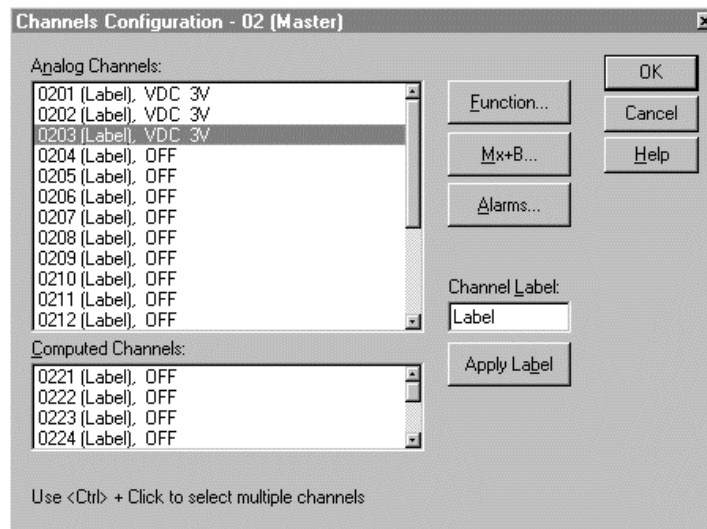 Channels Configuration - 02 (Master)
Analog Channels:
0201 (Label), VDC 3V
0202 (Label), VDC 3V
0203 (Label), VDC 3V
0204 (Label), OFF
0205 (Label), OFF
0206 (Label), OFF
0207 (Label), OFF
0208 (Label), OFF
0209 (Label), OFF
0210 (Label), OFF
0211 (Label), OFF
0212 (Label), OFF
Computed Channels:
0221 (Label), OFF
0222 (Label), OFF
0223 (Label), OFF
0224 (Label), OFF
Use <Ctrl> + Click to select multiple channels
Function...
Mx+B...
Alarms...
Channel Label:
Label
Apply Label
OK
Cancel
Help